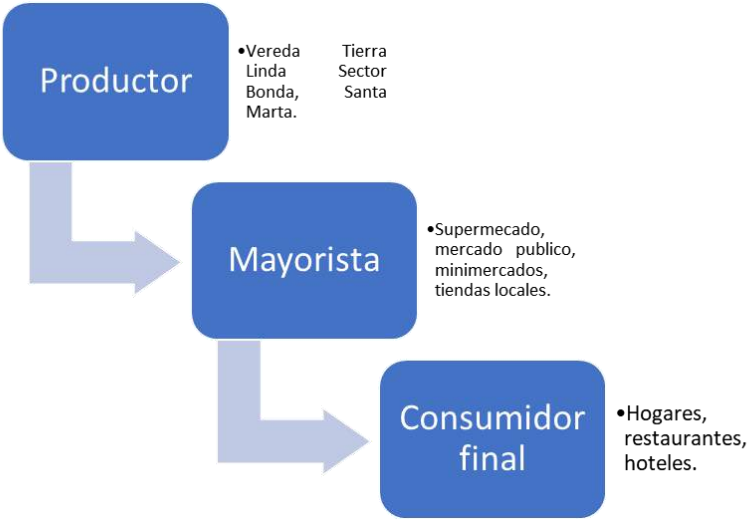 Productor
•Vereda Tierra
Linda Sector
Bonda, Santa
Marta.
Mayorista
•Supermecado,
mercado publico,
minimercados,
tiendas locales.
Consumidor
final
•Hogares,
restaurantes,
hoteles.